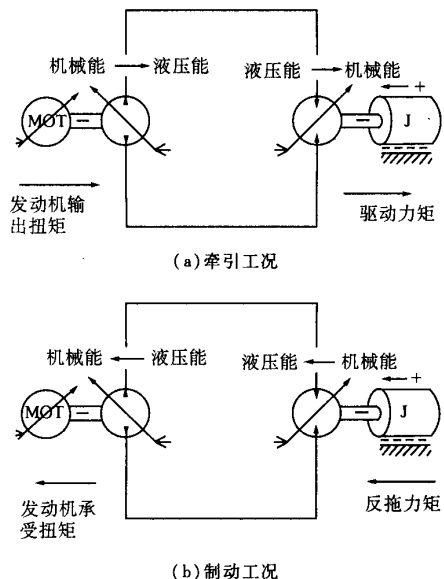 机械能 → 液压能
液压能 → 机械能
MOT
J
+
发动机输
出扭矩
驱动力矩
(a)牵引工况
机械能 ← 液压能
液压能 ← 机械能
MOT
J
+
发动机承
受扭矩
反拖力矩
(b)制动工况